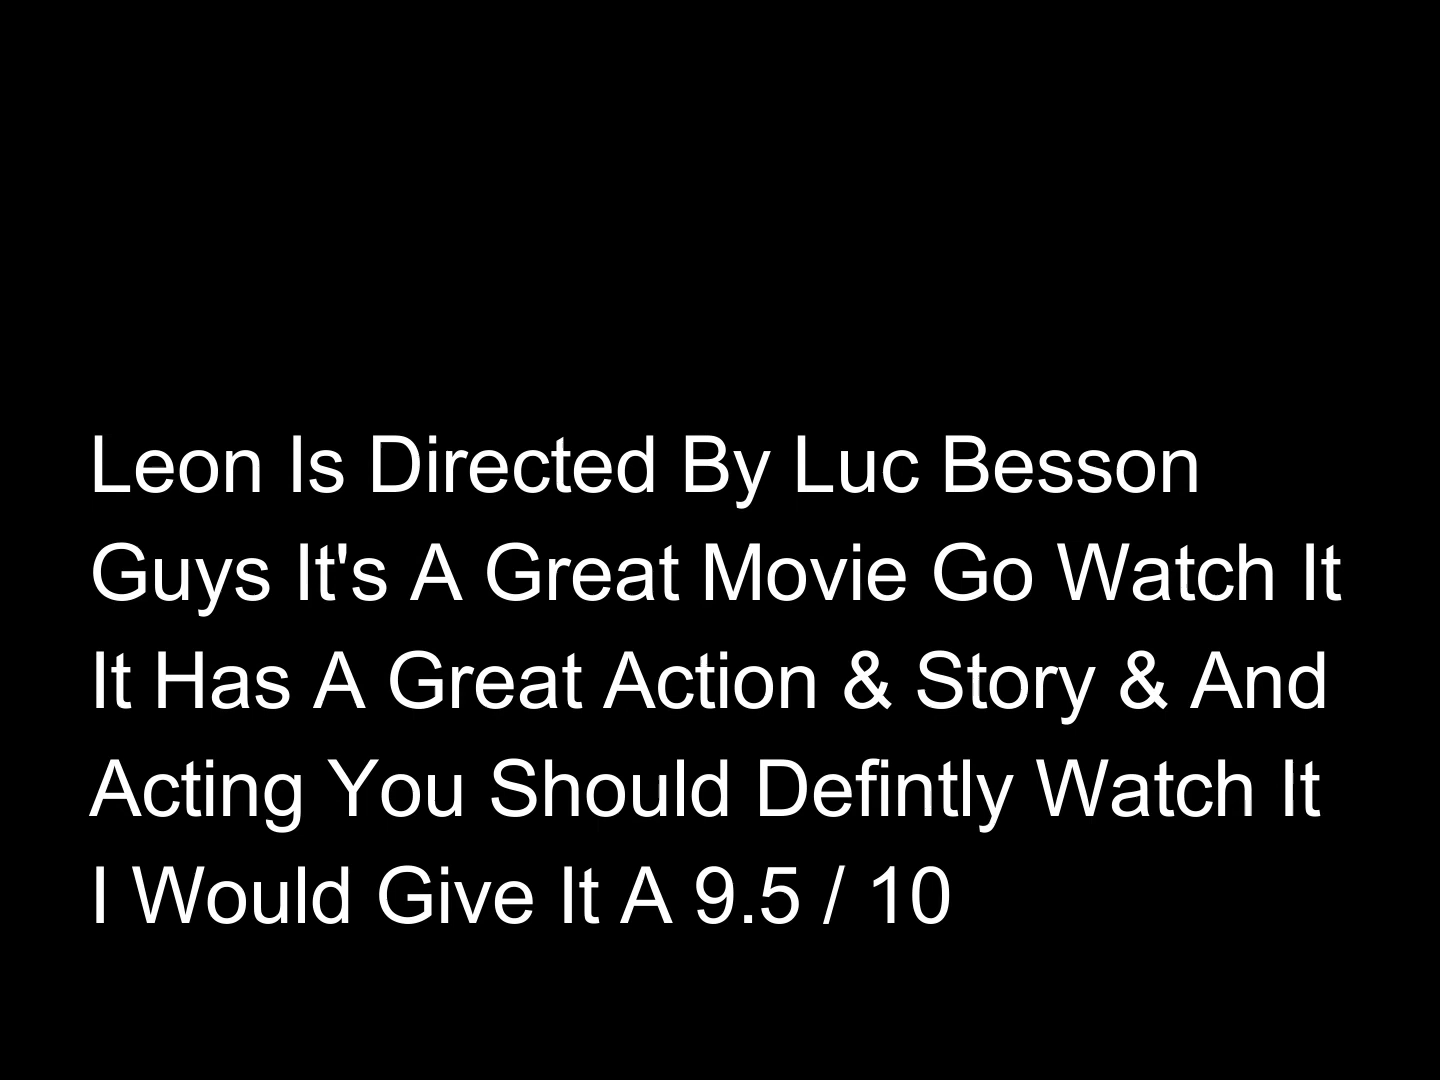 Leon Is Directed By Luc Besson
Guys It's A Great Movie Go Watch It
It Has A Great Action & Story & And
Acting You Should Defintly Watch It
I Would Give It A 9.5 / 10